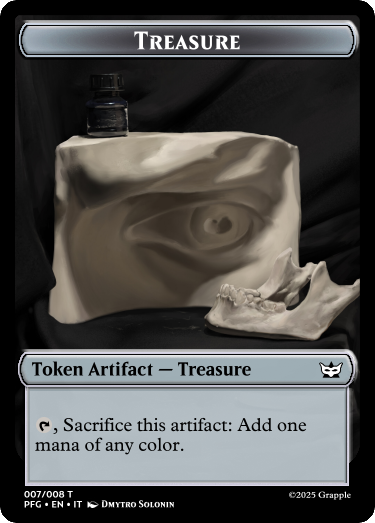 TREASURE
Token Artifact — Treasure
, Sacrifice this artifact: Add one
mana of any color.
007/008 T
PFG • EN • IT DMYTRO SOLONIN
©2025 Grapple